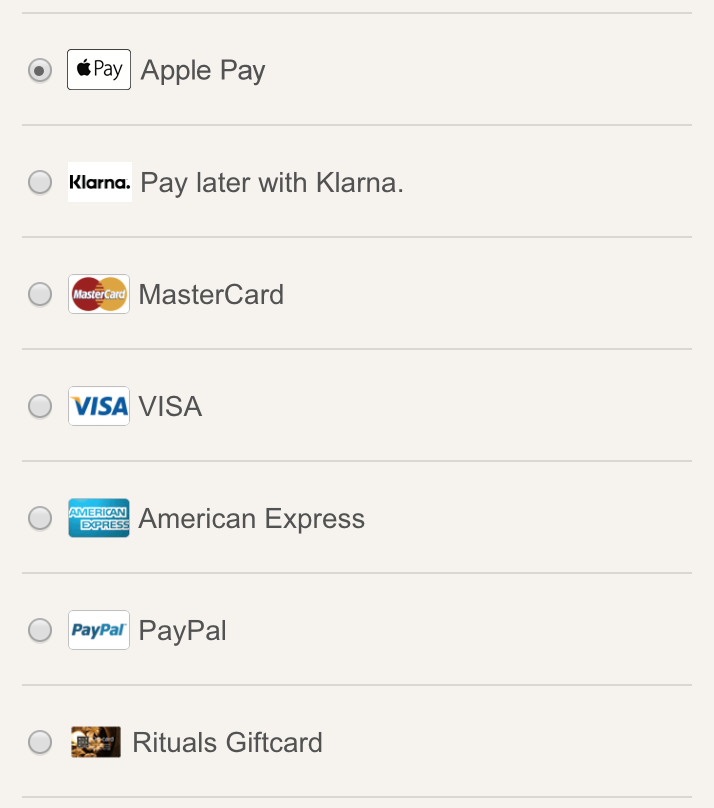 Pay Apple Pay
Klarna. Pay later with Klarna.
MasterCard MasterCard
VISA VISA
AMERICAN EXPRESS American Express
PayPal PayPal
Rituals Giftcard